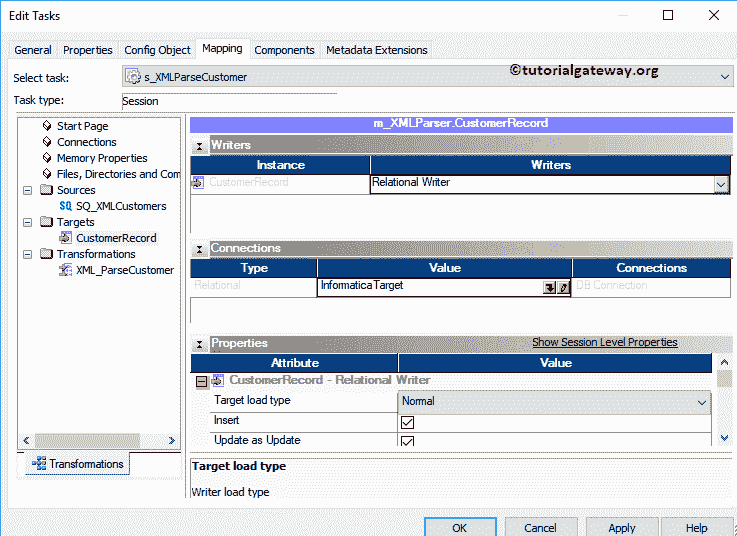 Edit Tasks
General Properties Config Object Mapping Components Metadata Extensions
Select task: s_XMLParseCustomer ©tutorialgateway.org
Task type: Session
Start Page
Connections
Memory Properties
Files, Directories and Com
Sources
SQ SQ_XMLCustomers
Targets
CustomerRecord
Transformations
XML_ParseCustomer
Transformations
m_XMLParser.CustomerRecord
Writers
Instance Writers
CustomerRecord Relational Writer
Connections
Type Value Connections
Relational InformaticaTarget DB Connection
Properties Show Session Level Properties
Attribute Value
CustomerRecord - Relational Writer
Target load type Normal
Insert
Update as Update
Target load type
Writer load type
OK Cancel Apply Help